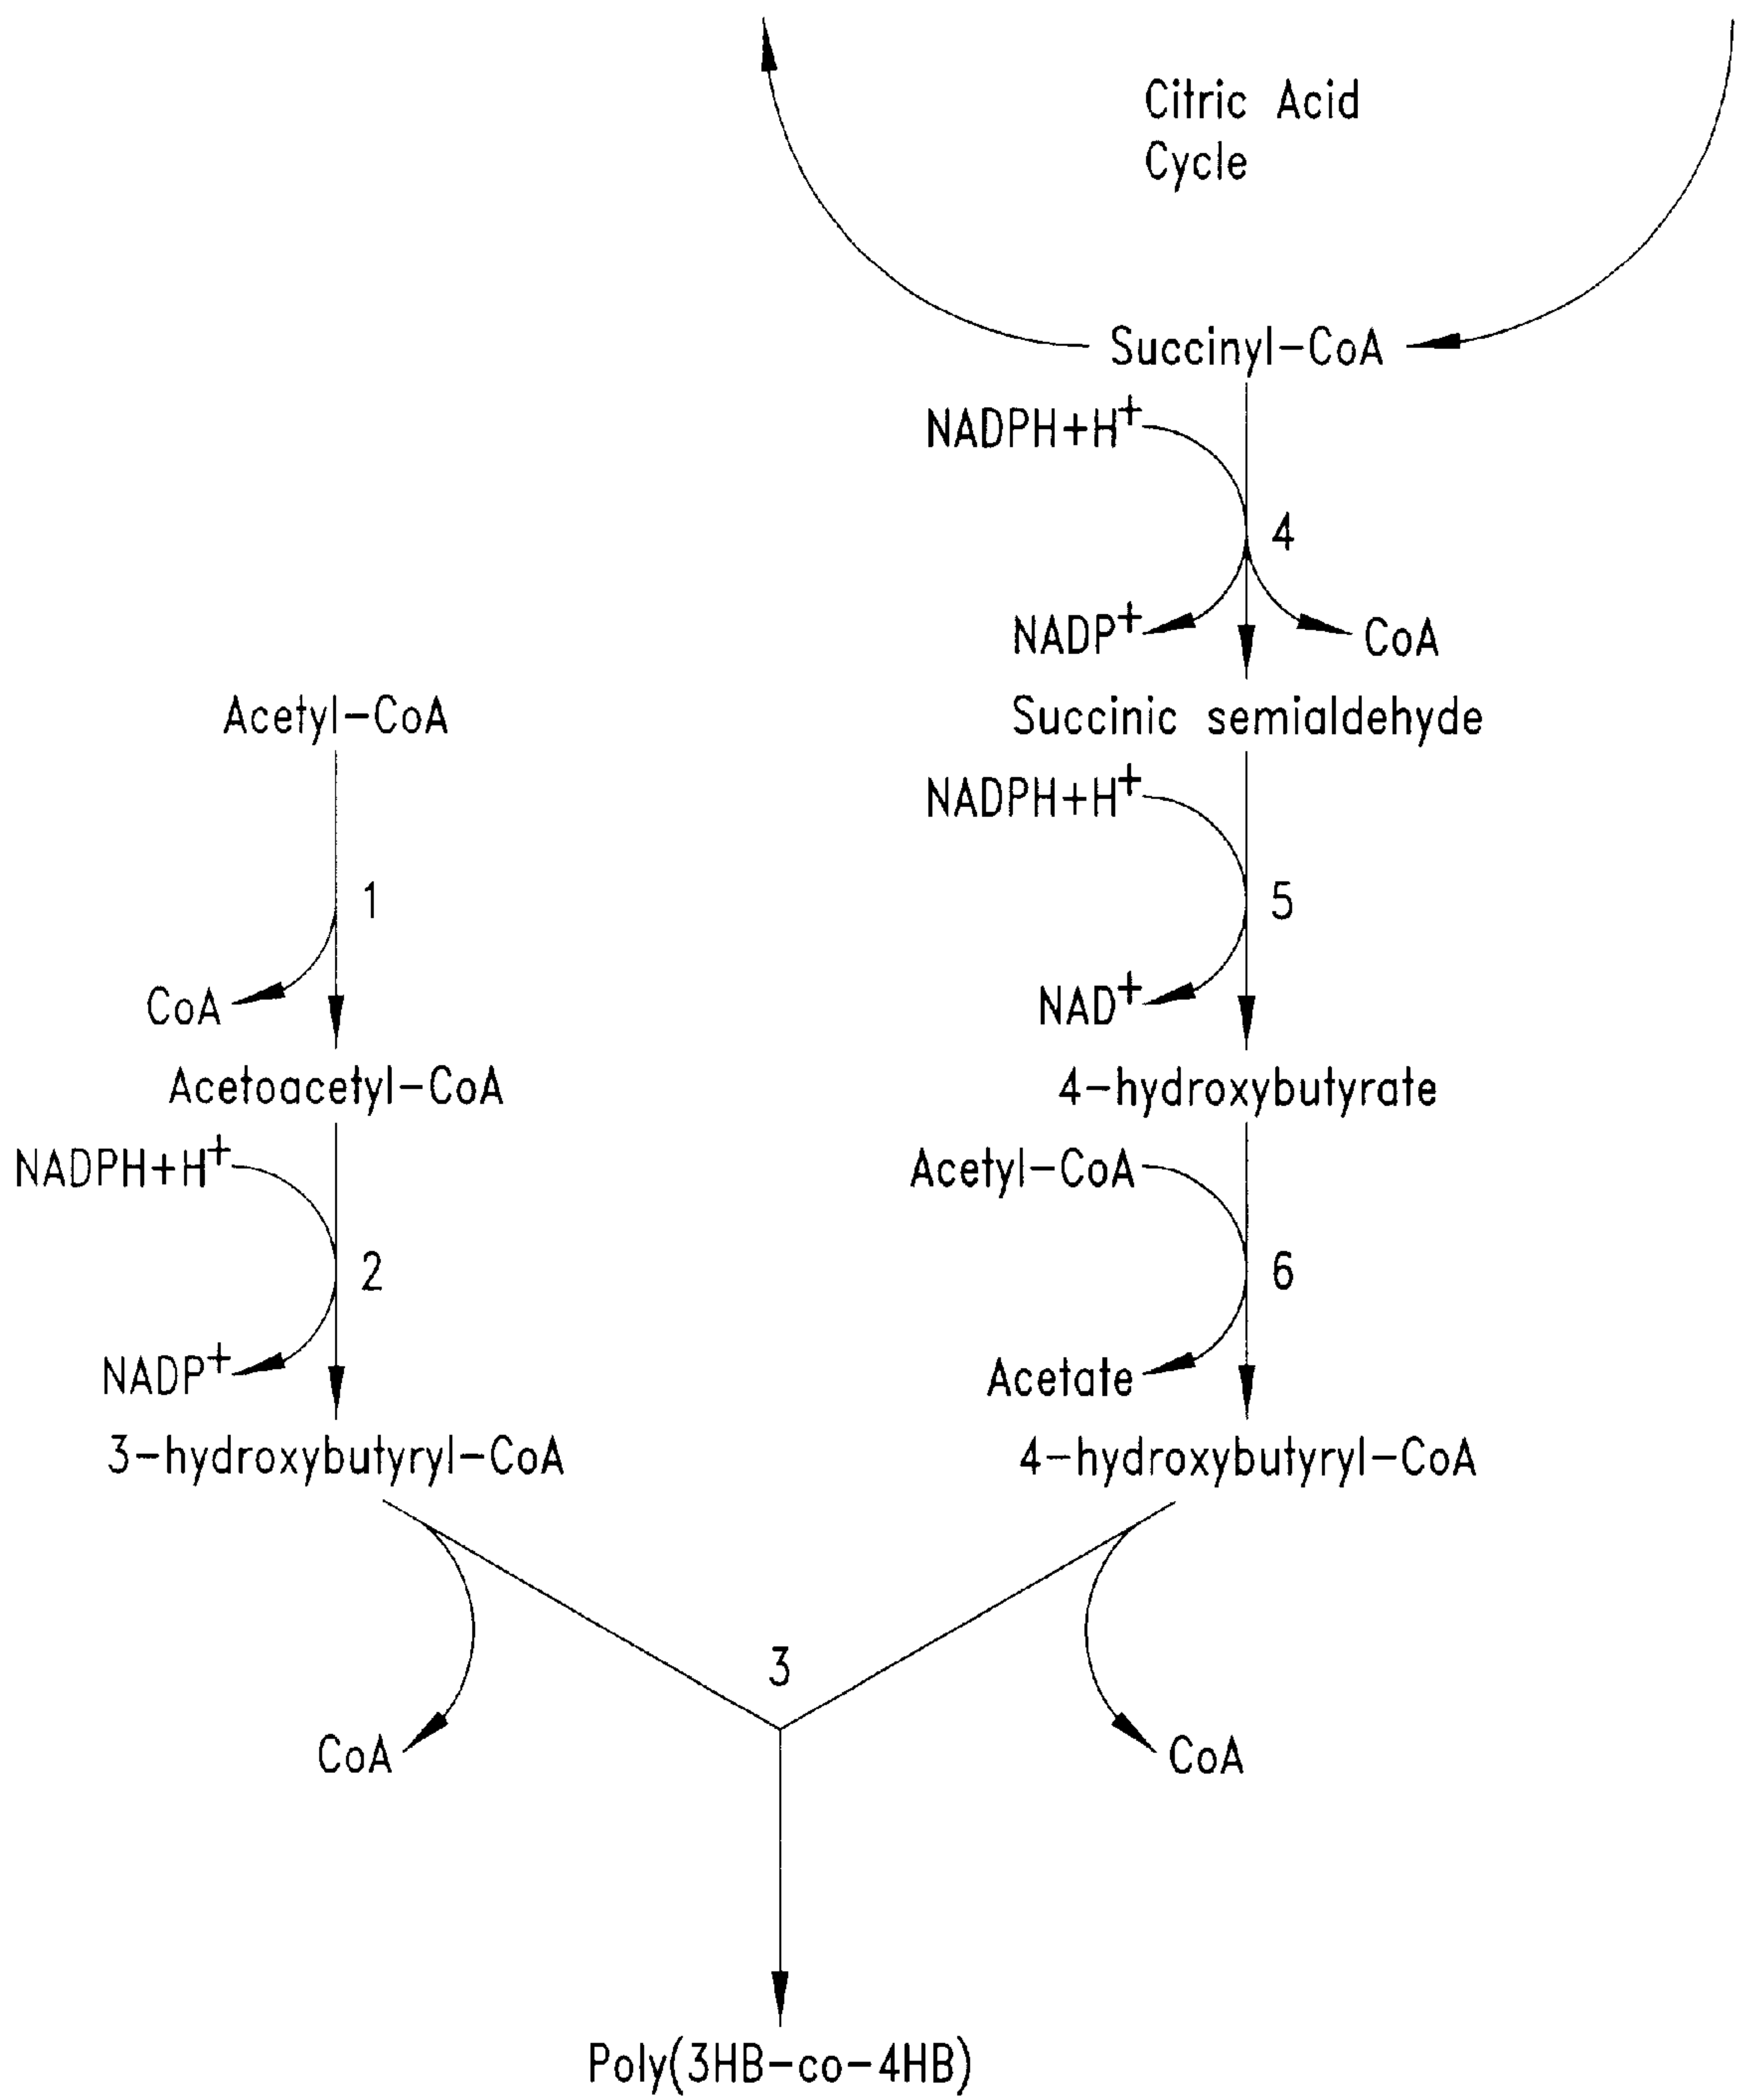 Citric Acid
Cycle
Succinyl-CoA
NADPH+H+
4
NADP+
CoA
Succinic semialdehyde
NADPH+H+
5
NAD+
4-hydroxybutyrate
Acetyl-CoA
6
Acetate
4-hydroxybutyryl-CoA
Acetyl-CoA
1
CoA
Acetoacetyl-CoA
NADPH+H+
2
NADP+
3-hydroxybutyryl-CoA
3
CoA
CoA
Poly(3HB-co-4HB)